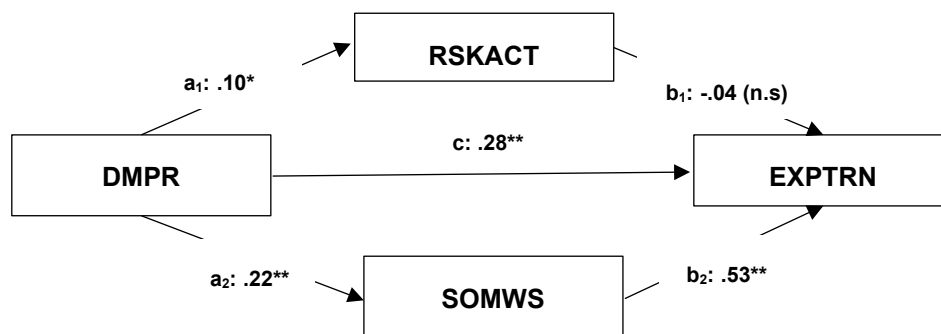 RSKACT
a₁: .10*
b₁: -.04 (n.s)
c: .28**
DMPR
EXPTRN
a₂: .22**
b₂: .53**
SOMWS